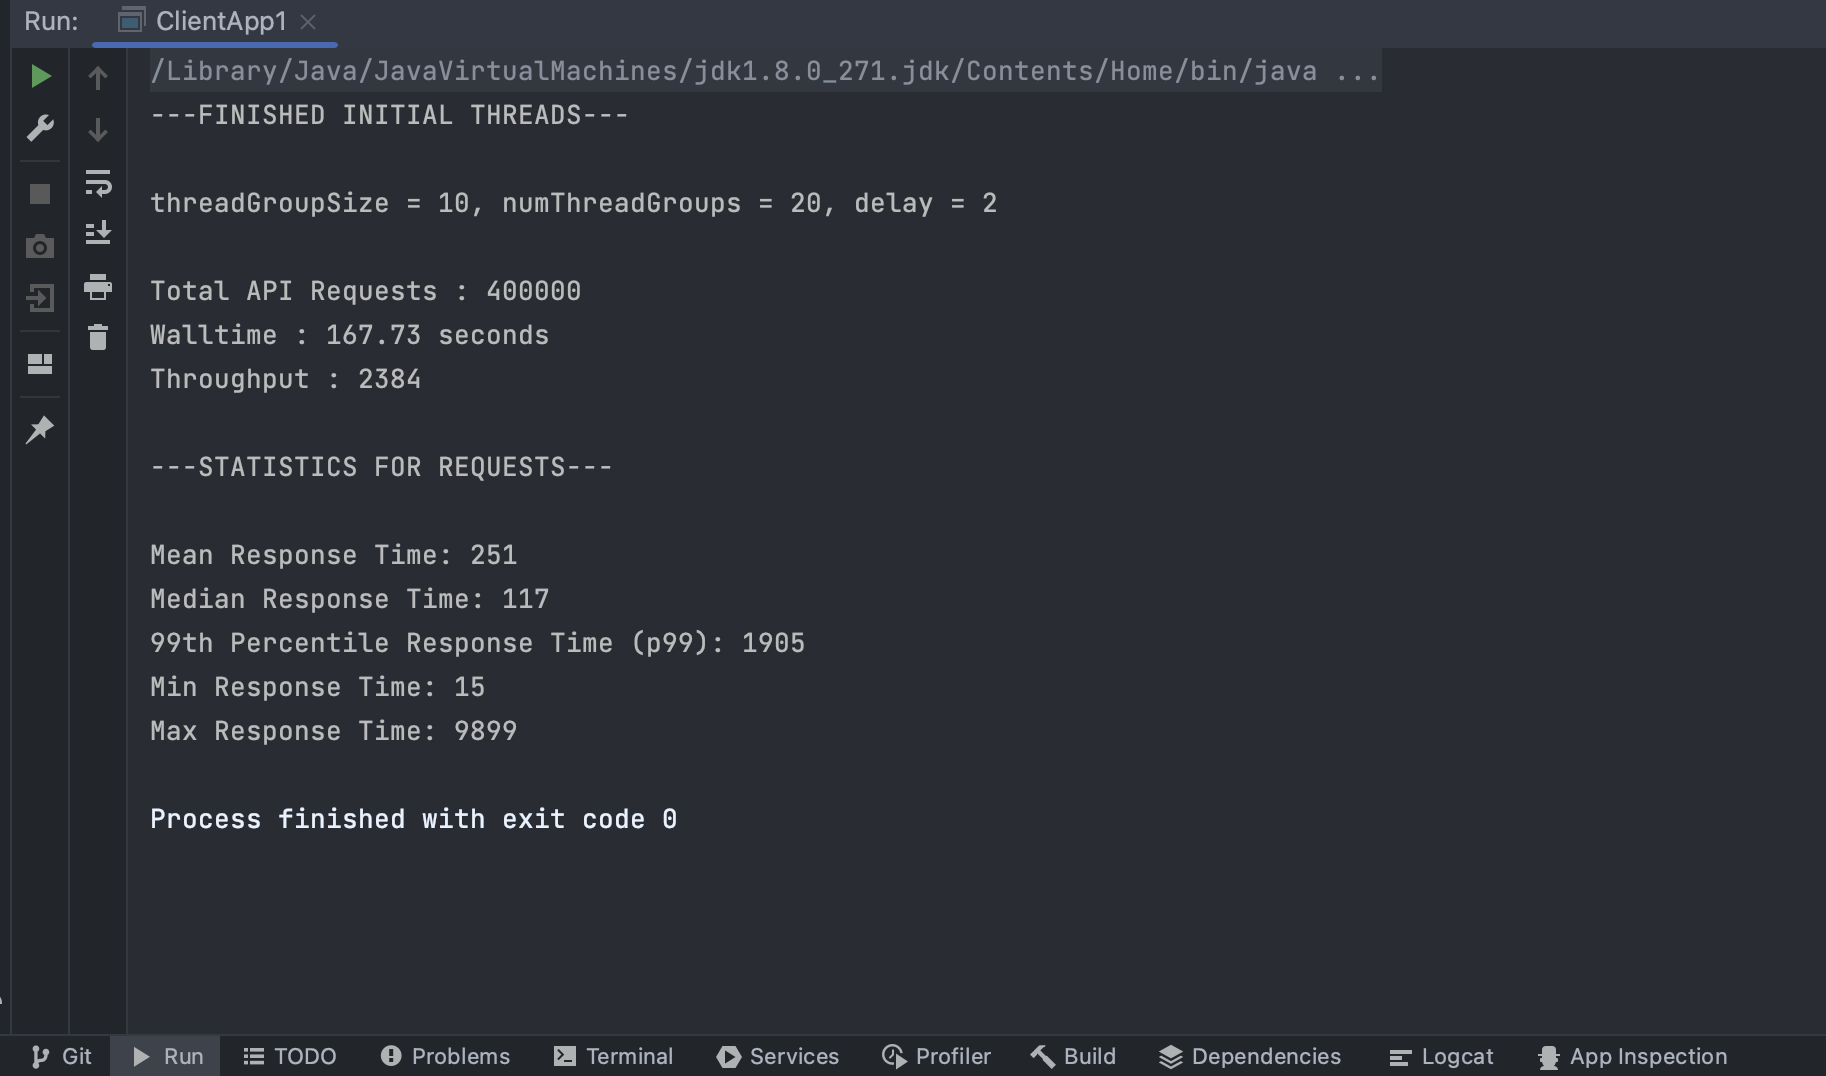 Run: ClientApp1
/Library/Java/JavaVirtualMachines/jdk1.8.0_271.jdk/Contents/Home/bin/java ...
---FINISHED INITIAL THREADS---
threadGroupSize = 10, numThreadGroups = 20, delay = 2
Total API Requests : 400000
Walltime : 167.73 seconds
Throughput : 2384
---STATISTICS FOR REQUESTS---
Mean Response Time: 251
Median Response Time: 117
99th Percentile Response Time (p99): 1905
Min Response Time: 15
Max Response Time: 9899
Process finished with exit code 0
Git Run TODO Problems Terminal Services Profiler Build Dependencies Logcat App Inspection